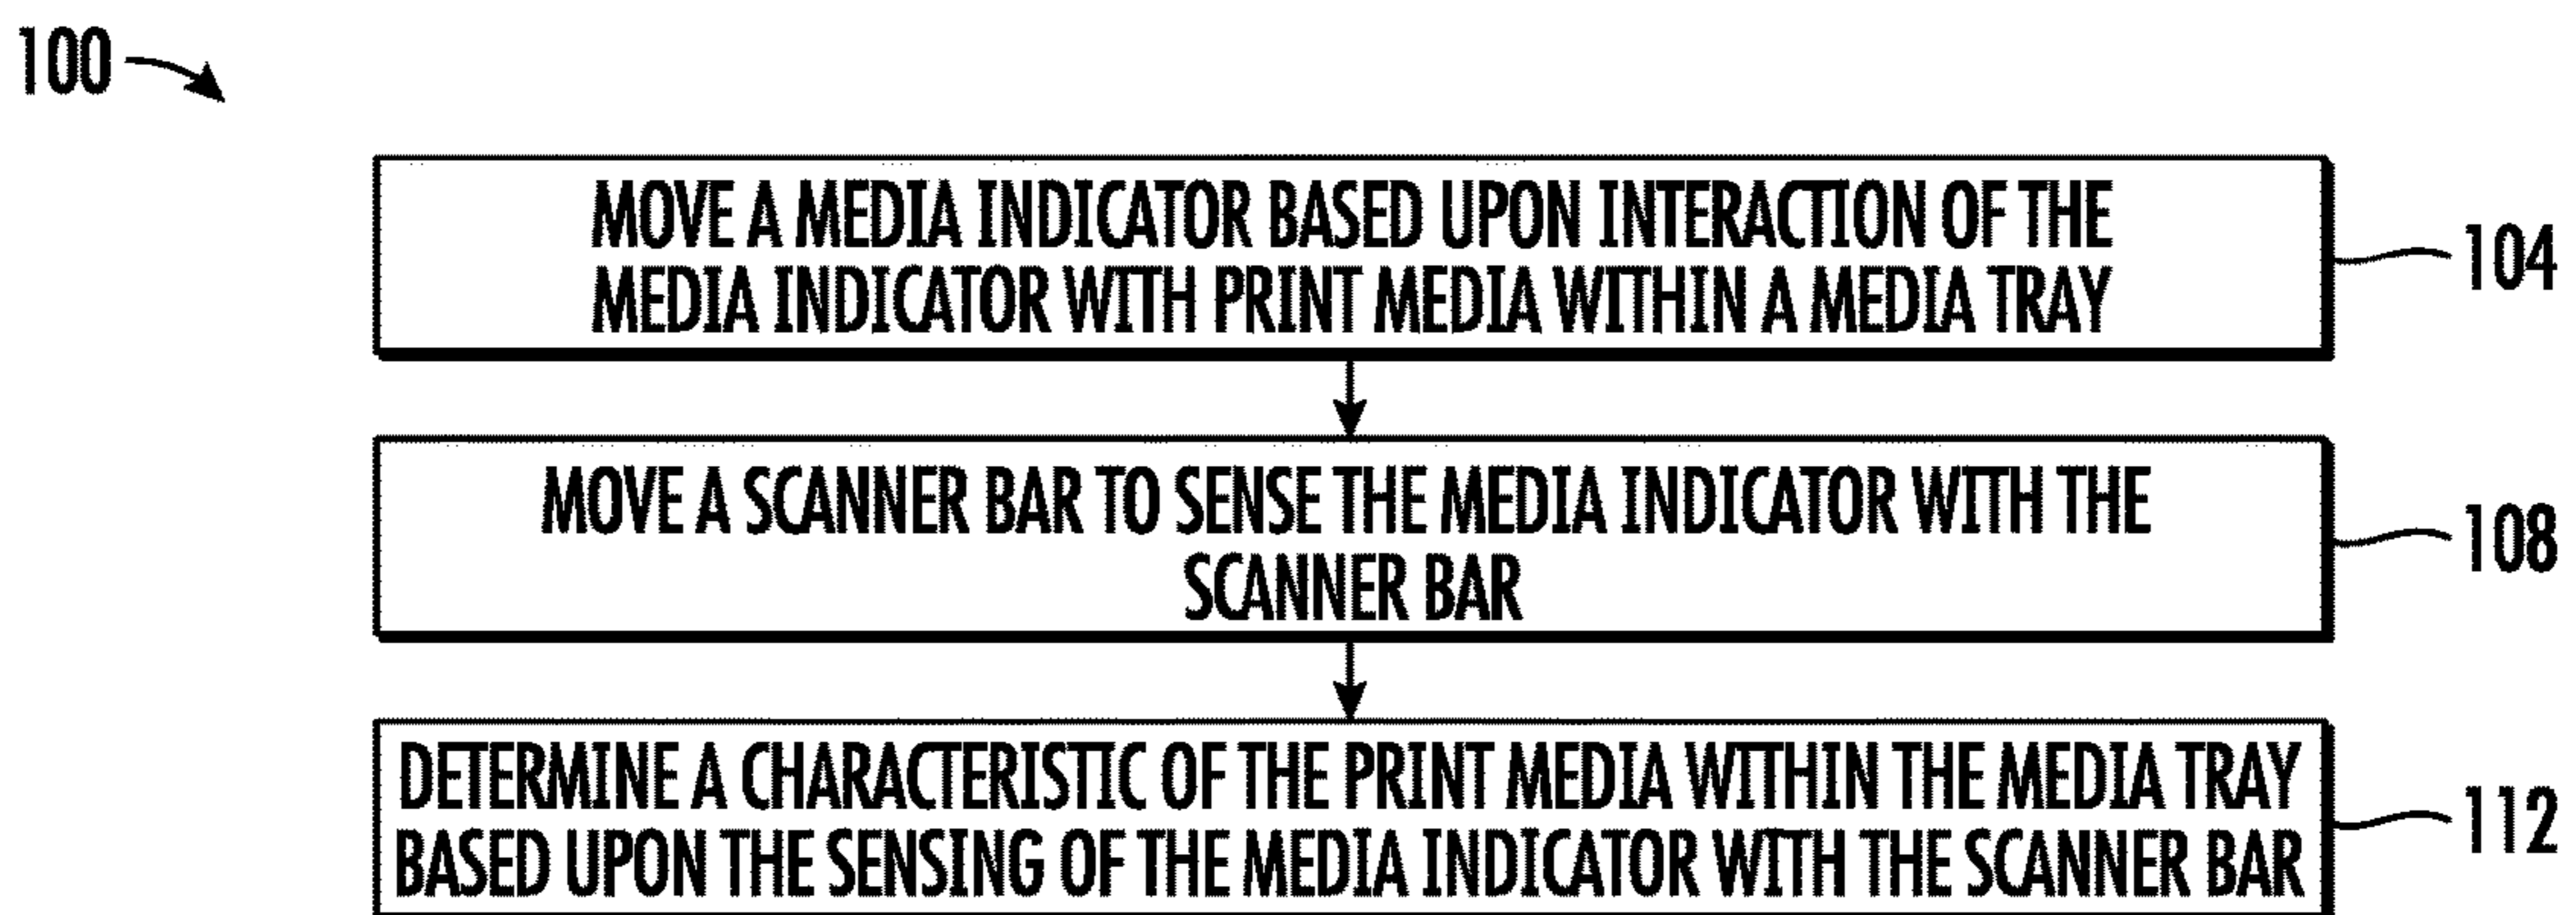 100
MOVE A MEDIA INDICATOR BASED UPON INTERACTION OF THE
MEDIA INDICATOR WITH PRINT MEDIA WITHIN A MEDIA TRAY
104
MOVE A SCANNER BAR TO SENSE THE MEDIA INDICATOR WITH THE
SCANNER BAR
108
DETERMINE A CHARACTERISTIC OF THE PRINT MEDIA WITHIN THE MEDIA TRAY
BASED UPON THE SENSING OF THE MEDIA INDICATOR WITH THE SCANNER BAR
112